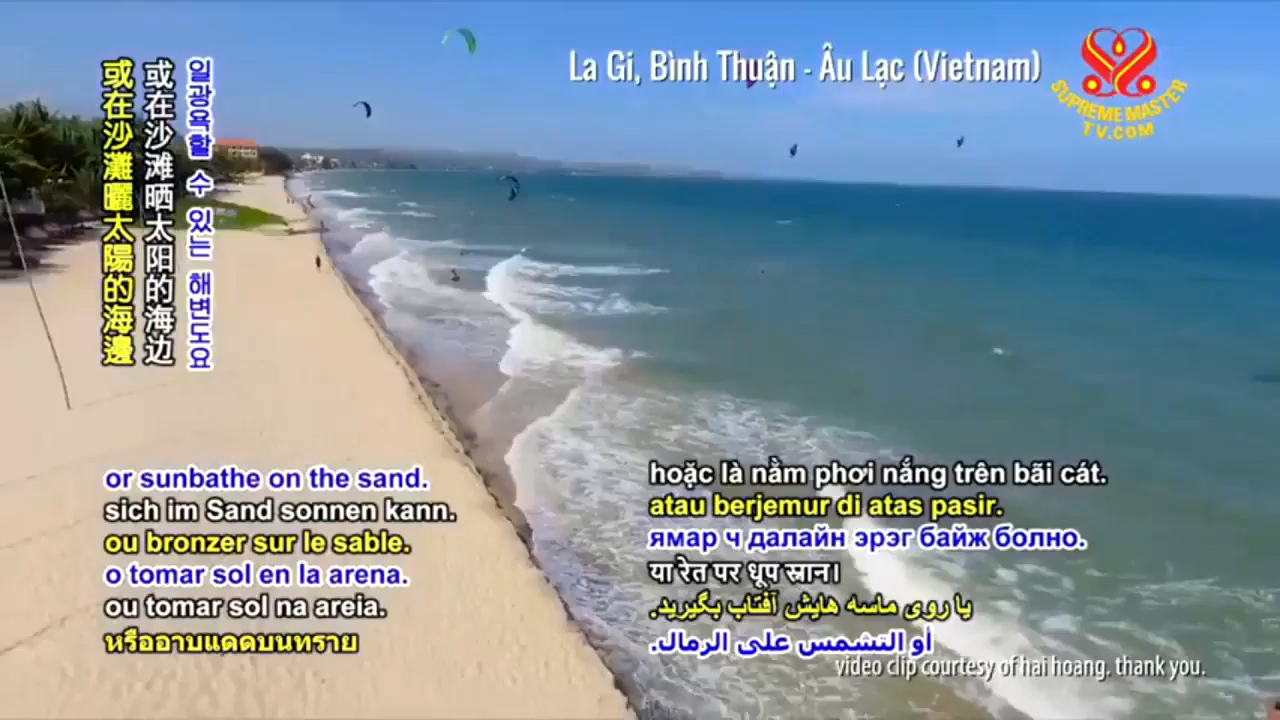 La Gi, Bình Thuận - Âu Lạc (Vietnam)
SUPREME MASTER
TV.COM
일광욕할 수 있는 해변도요
或在沙滩晒太阳的海边
或在沙灘曬太陽的海邊
or sunbathe on the sand.
sich im Sand sonnen kann.
ou bronzer sur le sable.
o tomar sol en la arena.
ou tomar sol na areia.
หรืออาบแดดบนทราย
hoặc là nằm phơi nắng trên bãi cát.
atau berjemur di atas pasir.
ямар ч далайн эрэг байж болно.
या रेत पर धूप स्नान।
یا روی ماسه هایش آفتاب بگیرید.
أو التشمس على الرمال.
video clip courtesy of hai hoang. thank you.